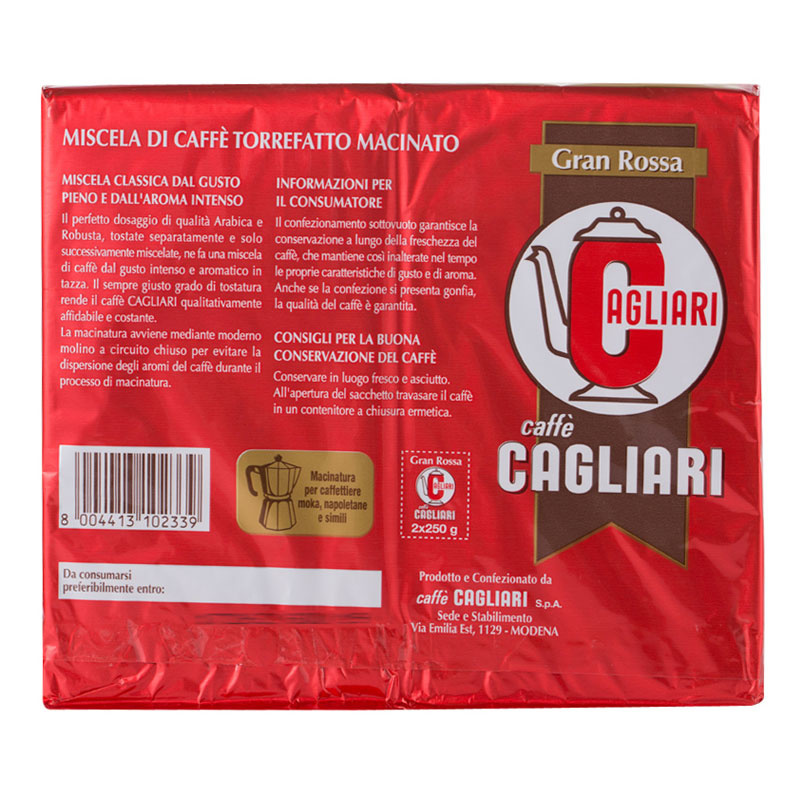 MISCELA DI CAFFÈ TORREFATTO MACINATO
MISCELA CLASSICA DAL GUSTO
PIENO E DALL'AROMA INTENSO
Il perfetto dosaggio di qualità Arabica e
Robusta, tostate separatamente e solo
successivamente miscelate, ne fa una miscela
di caffè dal gusto intenso e aromatico in
tazza. Il sempre giusto grado di tostatura
rende il caffè CAGLIARI qualitativamente
affidabile e costante.
La macinatura avviene mediante moderno
molino a circuito chiuso per evitare la
dispersione degli aromi del caffè durante il
processo di macinatura.
INFORMAZIONI PER
IL CONSUMATORE
Il confezionamento sottovuoto garantisce la
conservazione a lungo della freschezza del
caffè, che mantiene così inalterate nel tempo
le proprie caratteristiche di gusto e di aroma.
Anche se la confezione si presenta gonfia,
la qualità del caffè è garantita.
CONSIGLI PER LA BUONA
CONSERVAZIONE DEL CAFFÈ
Conservare in luogo fresco e asciutto.
All'apertura del sacchetto travasare il caffè
in un contenitore a chiusura ermetica.
Gran Rossa
CAGLIARI
caffè
CAGLIARI
8 004413 102339
Macinatura
per caffettiere
moka, napoletane
e simili
Gran Rossa
CAGLIARI
caffè
CAGLIARI
2x250 g
Da consumarsi
preferibilmente entro:
Prodotto e Confezionato da
caffè CAGLIARI S.p.A.
Sede e Stabilimento
Via Emilia Est, 1129 - MODENA